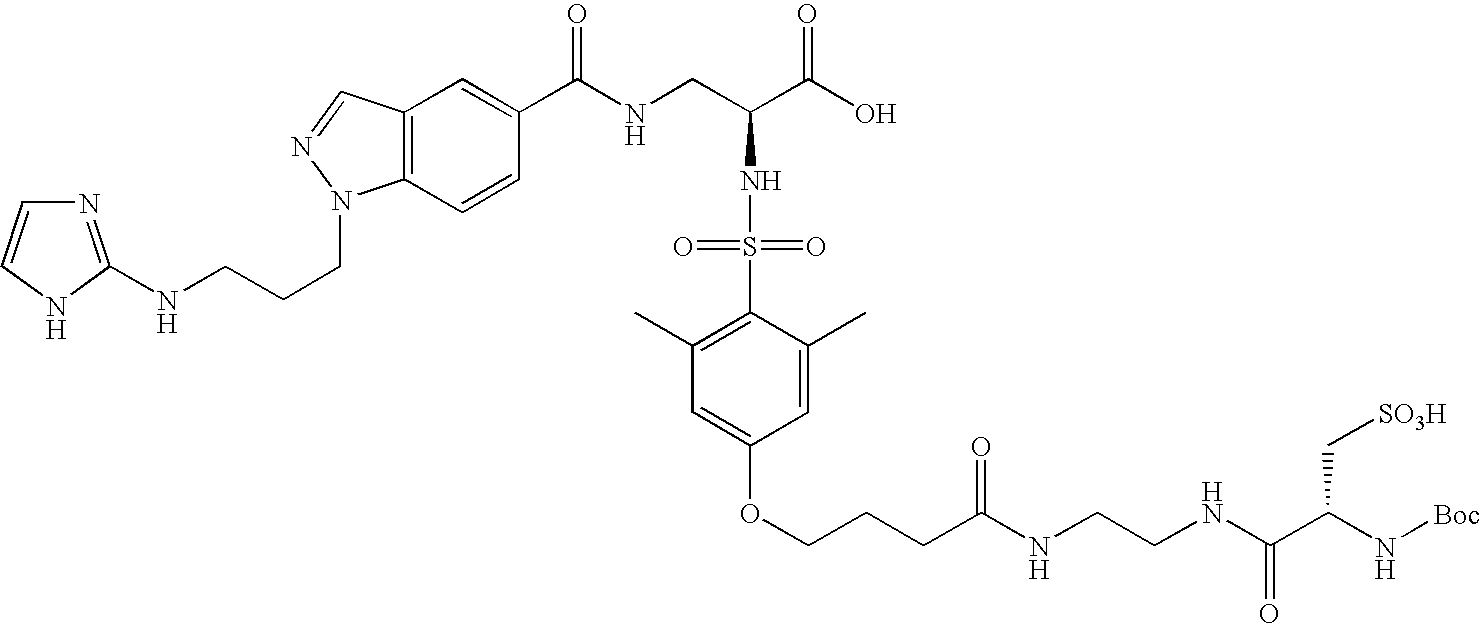 O O
N H OH
N
N NH
N
O S O
N H N H
SO₃H
O
H N
O N H N H Boc
O